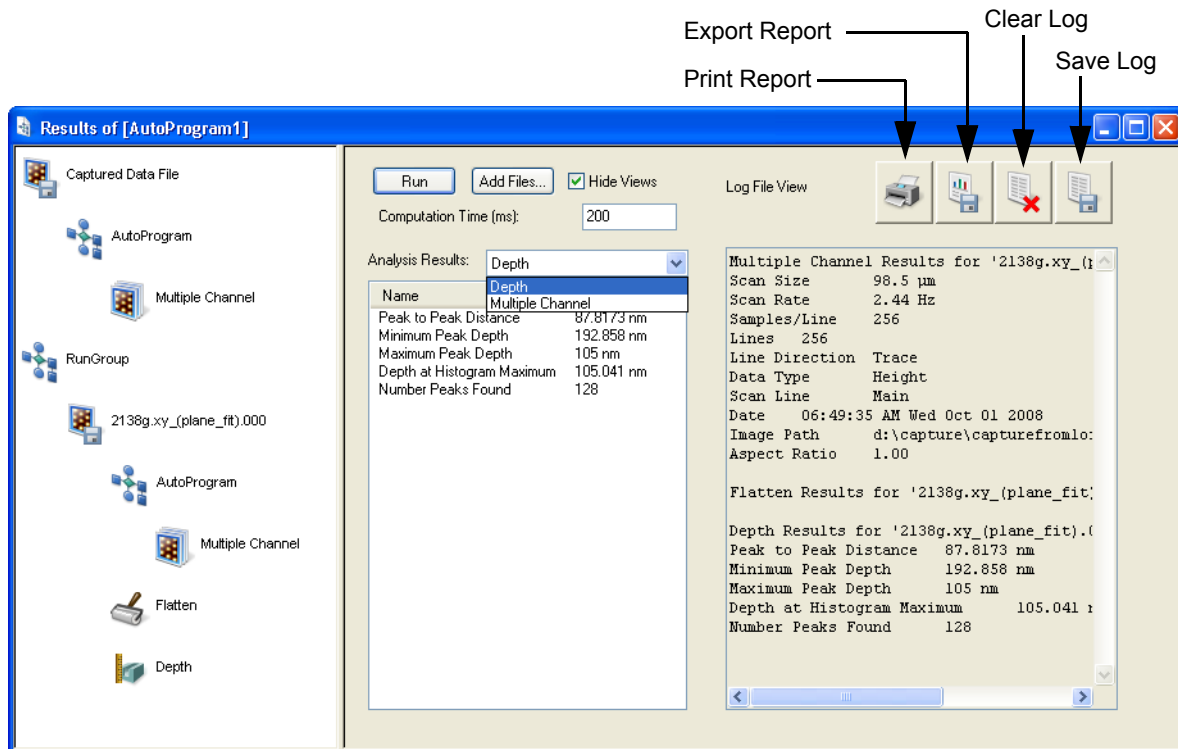 Clear Log
Export Report
Save Log
Print Report
Results of [AutoProgram1]
Captured Data File
AutoProgram
Multiple Channel
RunGroup
2138g.xy_(plane_fit).000
AutoProgram
Multiple Channel
Flatten
Depth
Run
Add Files...
Hide Views
Computation Time (ms):
200
Analysis Results:
Depth
Depth
Multiple Channel
Name
Peak to Peak Distance 87.8173 nm
Minimum Peak Depth 192.858 nm
Maximum Peak Depth 105 nm
Depth at Histogram Maximum 105.041 nm
Number Peaks Found 128
Log File View
Multiple Channel Results for '2138g.xy_(
Scan Size 98.5 µm
Scan Rate 2.44 Hz
Samples/Line 256
Lines 256
Line Direction Trace
Data Type Height
Scan Line Main
Date 06:49:35 AM Wed Oct 01 2008
Image Path d:\capture\capturefromlo
Aspect Ratio 1.00
Flatten Results for '2138g.xy_(plane_fit
Depth Results for '2138g.xy_(plane_fit).
Peak to Peak Distance 87.8173 nm
Minimum Peak Depth 192.858 nm
Maximum Peak Depth 105 nm
Depth at Histogram Maximum 105.041
Number Peaks Found 128